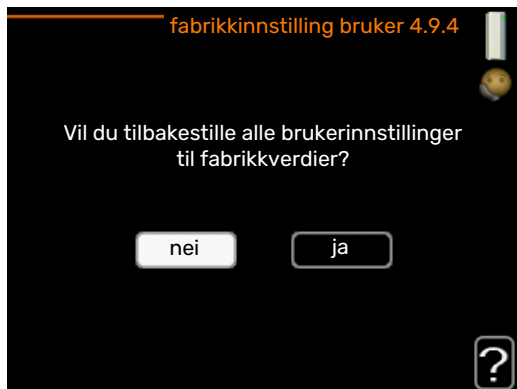 fabrikkinnstilling bruker 4.9.4
Vil du tilbakestille alle brukerinnstillinger
til fabrikkverdier?
nei
ja
?